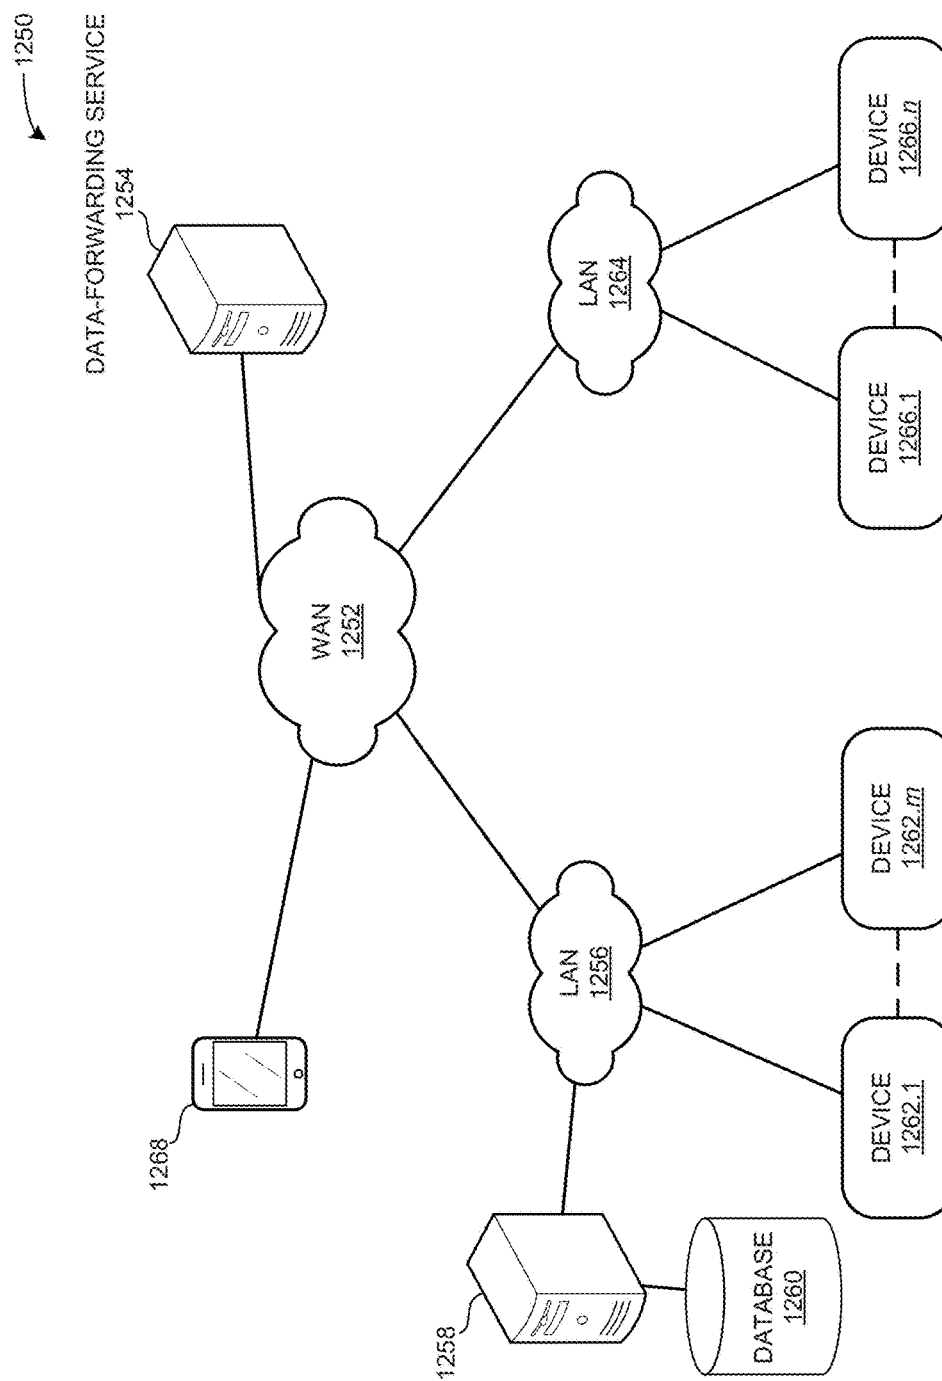 1250
DATA-FORWARDING SERVICE
1254
1268
WAN
1252
LAN
1264
LAN
1256
1258
DATABASE
1260
DEVICE
1262.1
DEVICE
1262.m
DEVICE
1266.1
DEVICE
1266.n